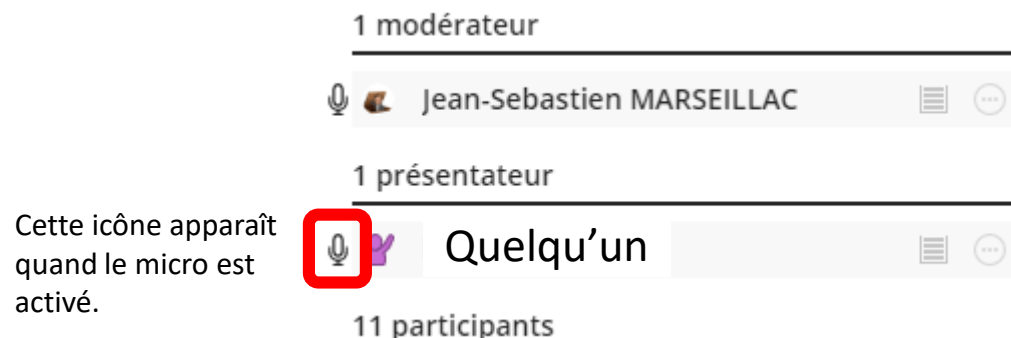 1 modérateur
Jean-Sebastien MARSEILLAC
1 présentateur
Cette icône apparaît
quand le micro est
activé.
Quelqu’un
11 participants